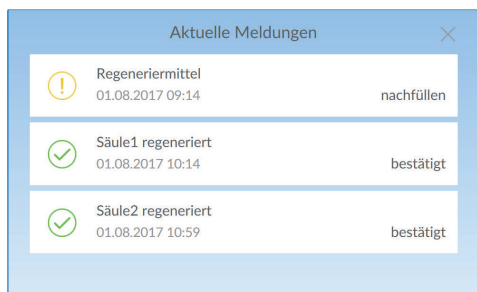 Aktuelle Meldungen
Regeneriermittel
01.08.2017 09:14
nachfüllen
Säule1 regeneriert
01.08.2017 10:14
bestätigt
Säule2 regeneriert
01.08.2017 10:59
bestätigt